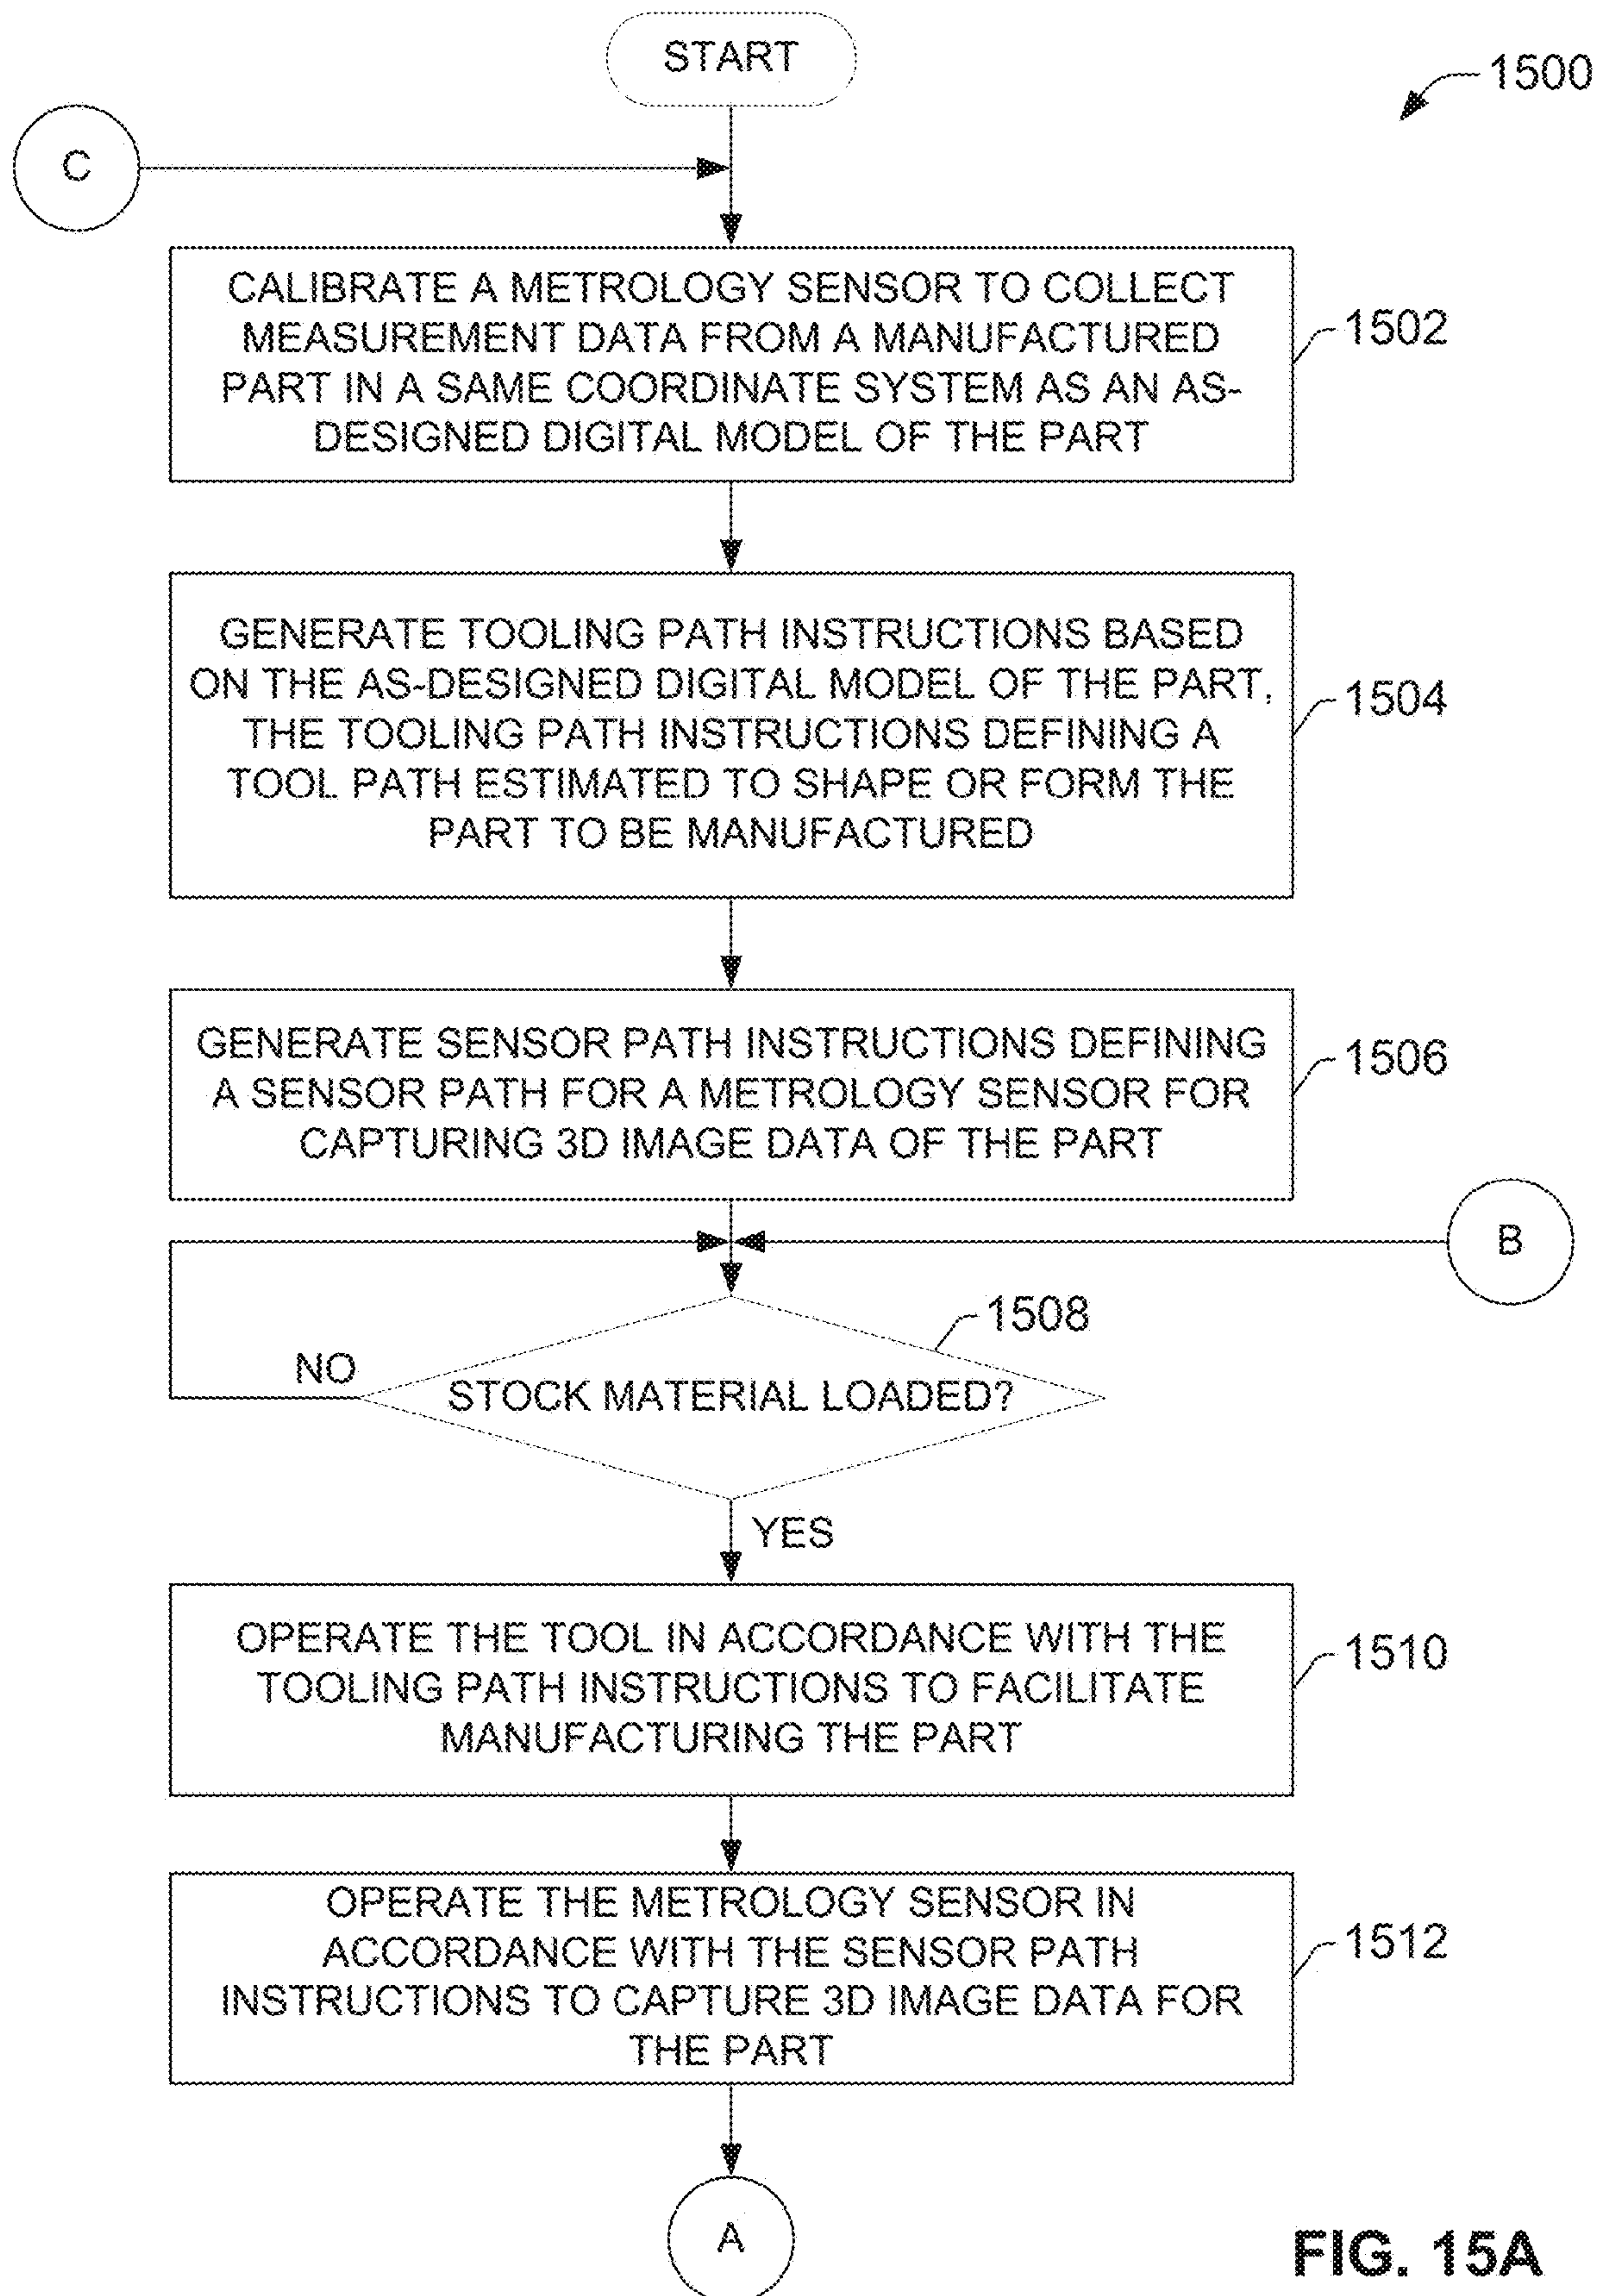 START
1500
C
CALIBRATE A METROLOGY SENSOR TO COLLECT
MEASUREMENT DATA FROM A MANUFACTURED
PART IN A SAME COORDINATE SYSTEM AS AN AS-
DESIGNED DIGITAL MODEL OF THE PART
1502
GENERATE TOOLING PATH INSTRUCTIONS BASED
ON THE AS-DESIGNED DIGITAL MODEL OF THE PART,
THE TOOLING PATH INSTRUCTIONS DEFINING A
TOOL PATH ESTIMATED TO SHAPE OR FORM THE
PART TO BE MANUFACTURED
1504
GENERATE SENSOR PATH INSTRUCTIONS DEFINING
A SENSOR PATH FOR A METROLOGY SENSOR FOR
CAPTURING 3D IMAGE DATA OF THE PART
1506
B
1508
NO
STOCK MATERIAL LOADED?
YES
OPERATE THE TOOL IN ACCORDANCE WITH THE
TOOLING PATH INSTRUCTIONS TO FACILITATE
MANUFACTURING THE PART
1510
OPERATE THE METROLOGY SENSOR IN
ACCORDANCE WITH THE SENSOR PATH
INSTRUCTIONS TO CAPTURE 3D IMAGE DATA FOR
THE PART
1512
A
FIG. 15A